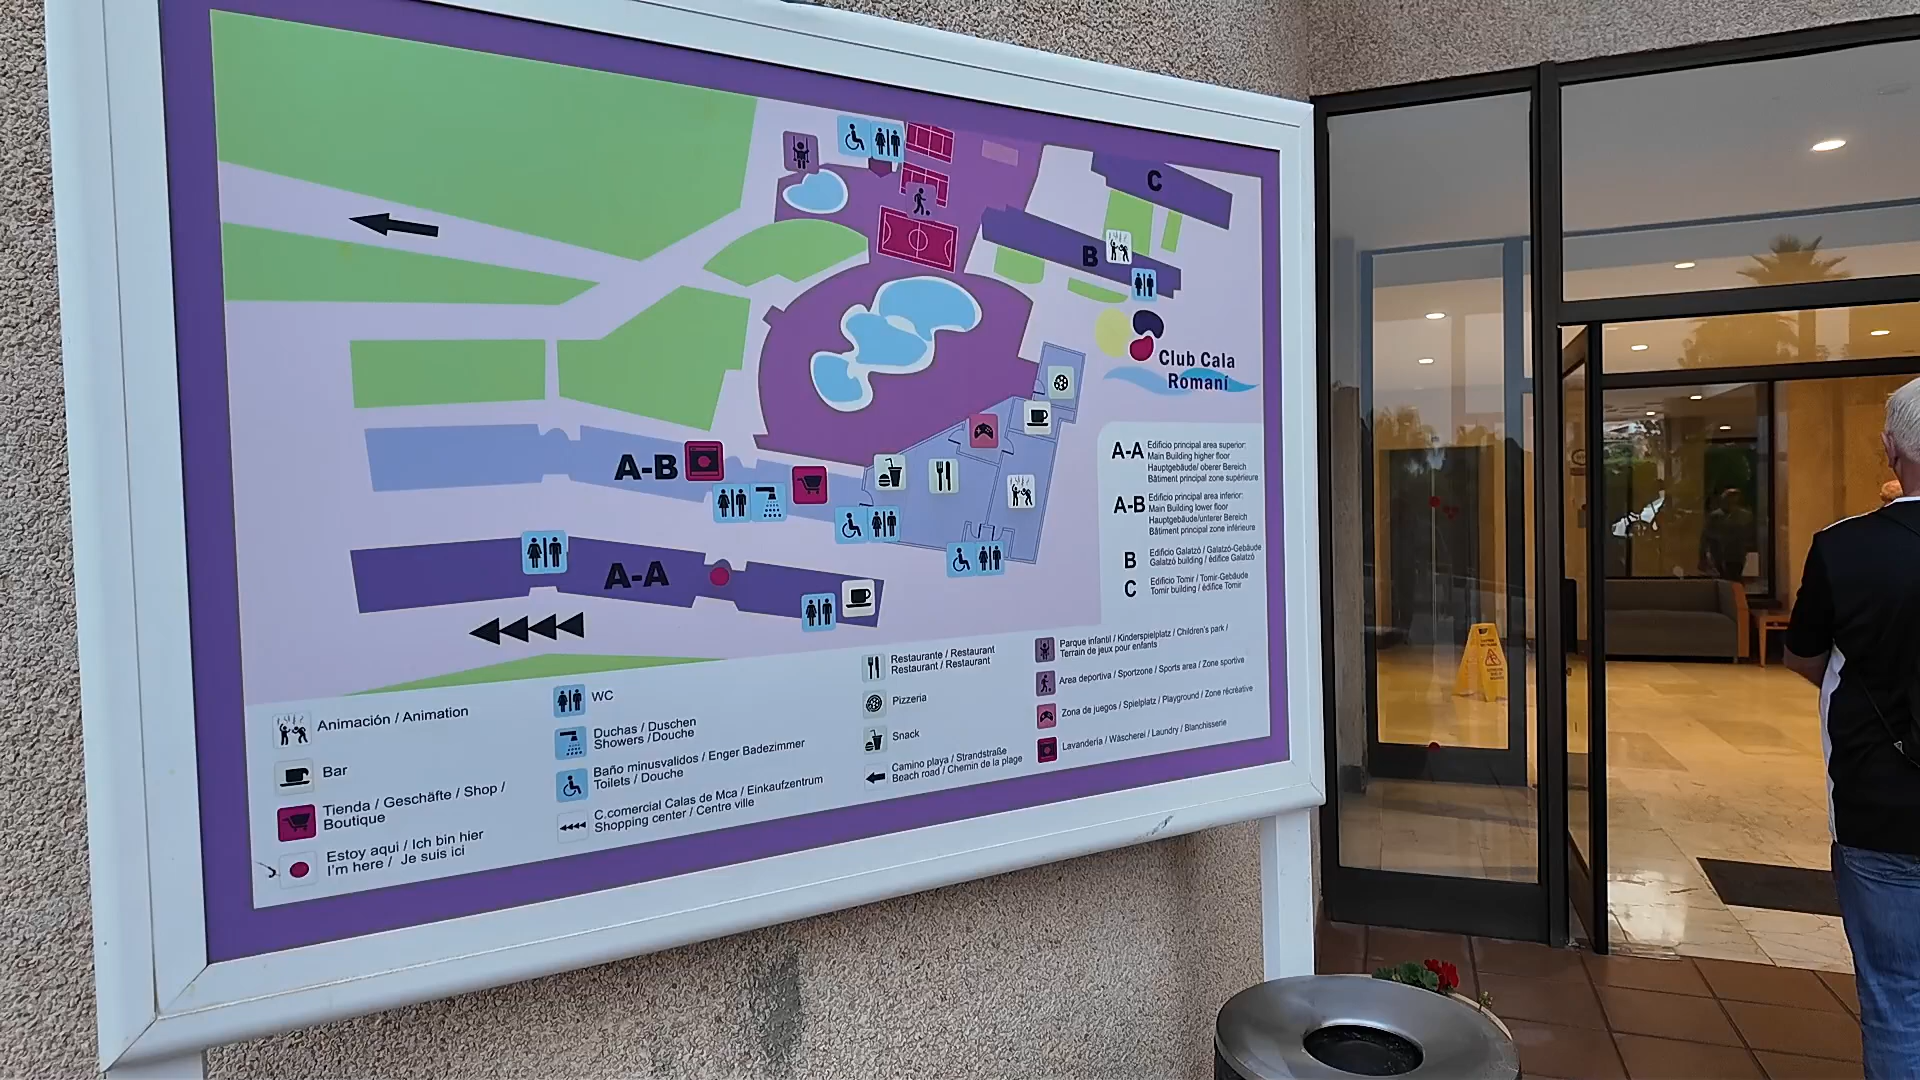 C
B
Club Cala
Romaní
A-B
A-A
A-A
Edificio principal area superior:
Main Building higher floor
Hauptgebäude/ oberer Bereich
Bâtiment principal zone supérieure
A-B
Edificio principal area inferior:
Main Building lower floor
Hauptgebäude/unterer Bereich
Bâtiment principal zone inférieure
B
Edificio Galatzó / Galatzó-Gebäude
Galatzó building / édifice Galatzó
C
Edificio Tomir / Tomir-Gebäude
Tomir building / édifice Tomir
Animación / Animation
Bar
Tienda / Geschäfte / Shop /
Boutique
Estoy aqui / Ich bin hier
I'm here / Je suis ici
WC
Duchas / Duschen
Showers / Douche
Baño minusvalidos / Enger Badezimmer
Toilets / Douche
C.comercial Calas de Mca / Einkaufzentrum
Shopping center / Centre ville
Restaurante / Restaurant
Restaurant / Restaurant
Pizzeria
Snack
Camino playa / Strandstraße
Beach road / Chemin de la plage
Parque infantil / Kinderspielplatz / Children's park /
Terrain de jeux pour enfants
Area deportiva / Sportzone / Sports area / Zone sportive
Zona de juegos / Spielplatz / Playground / Zone récréative
Lavandería / Wäscherei / Laundry / Blanchisserie